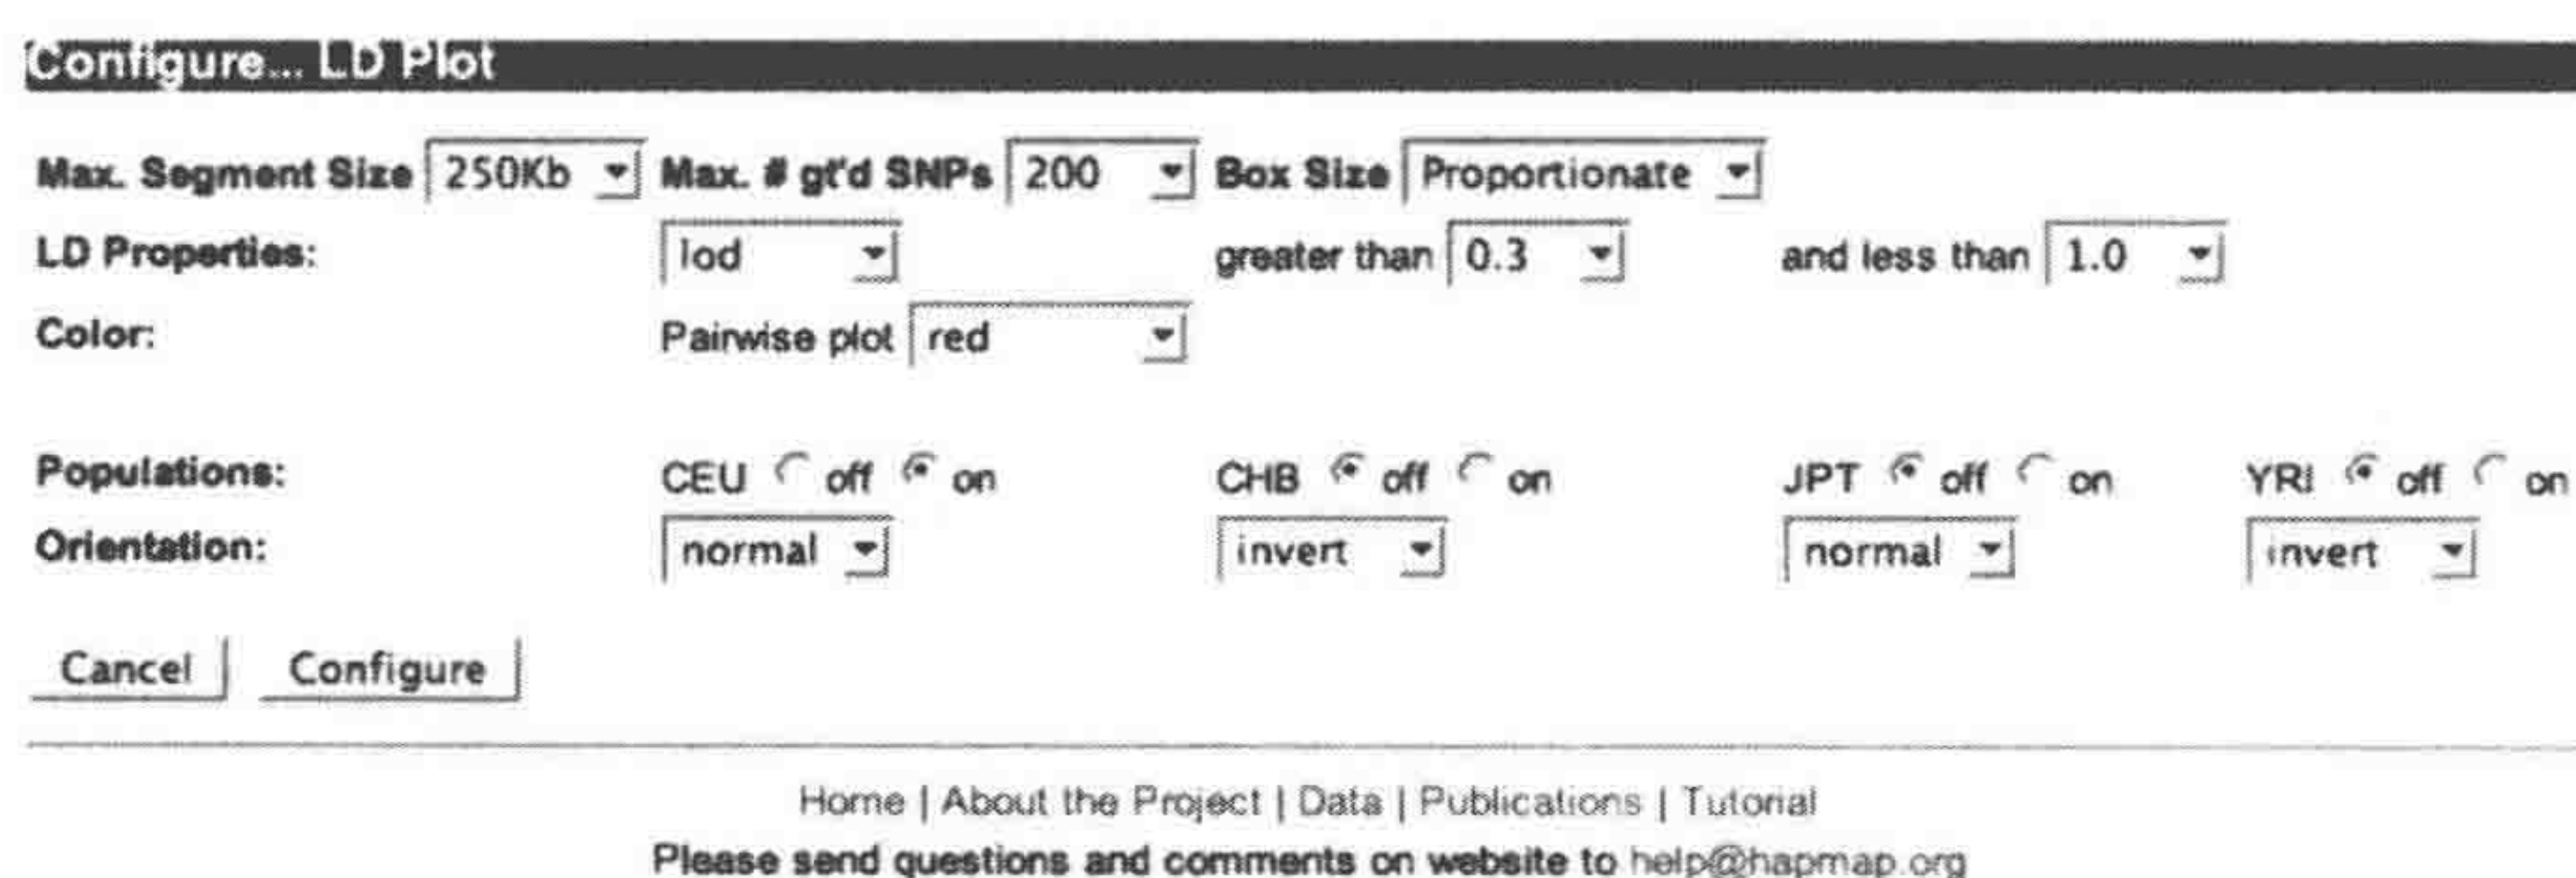 Configure... LD Plot
Max. Segment Size 250Kb Max. # gt'd SNPs 200 Box Size Proportionate
LD Properties: lod greater than 0.3 and less than 1.0
Color: Pairwise plot red
Populations: CEU off on CHB off on JPT off on YRI off on
Orientation: normal invert normal invert
Cancel Configure
Home | About the Project | Data | Publications | Tutorial
Please send questions and comments on website to help@hapmap.org